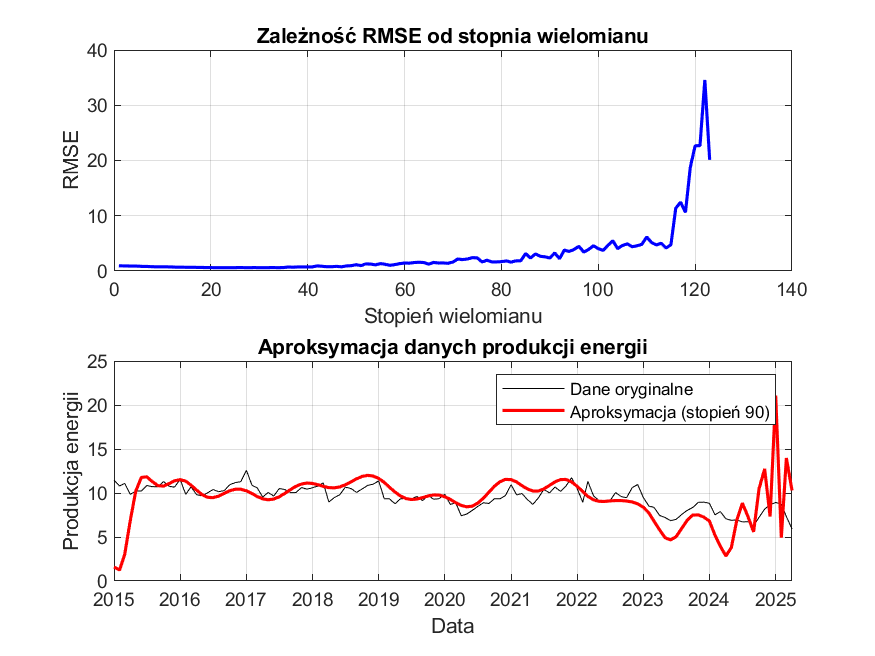 Zależność RMSE od stopnia wielomianu
40
30
20
10
0
RMSE
0 20 40 60 80 100 120 140
Stopień wielomianu
Aproksymacja danych produkcji energii
25
20
15
10
5
0
Produkcja energii
Dane oryginalne
Aproksymacja (stopień 90)
2015 2016 2017 2018 2019 2020 2021 2022 2023 2024 2025
Data